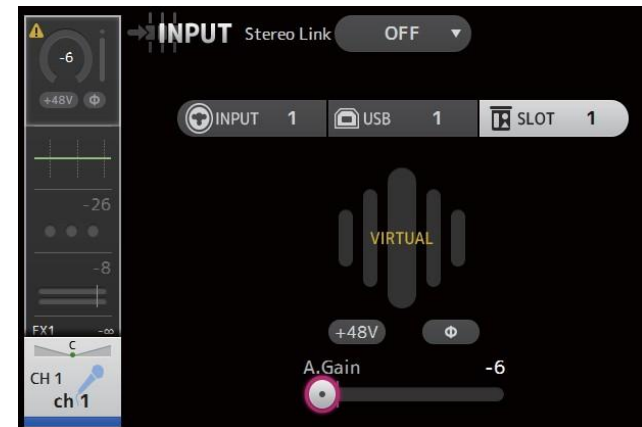 INPUT Stereo Link OFF
-6
+48V Φ
INPUT 1 USB 1 SLOT 1
-26
VIRTUAL
-8
+48V Φ
FX1 -∞
C
A.Gain -6
CH 1
ch 1